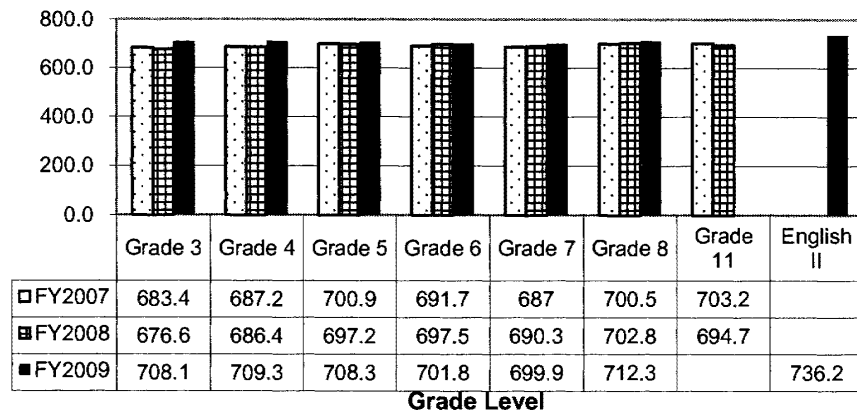 800.0
600.0
400.0
200.0
0.0
Grade 3 Grade 4 Grade 5 Grade 6 Grade 7 Grade 8 Grade 11 English II
FY2007 683.4 687.2 700.9 691.7 687 700.5 703.2
FY2008 676.6 686.4 697.2 697.5 690.3 702.8 694.7
FY2009 708.1 709.3 708.3 701.8 699.9 712.3 736.2
Grade Level